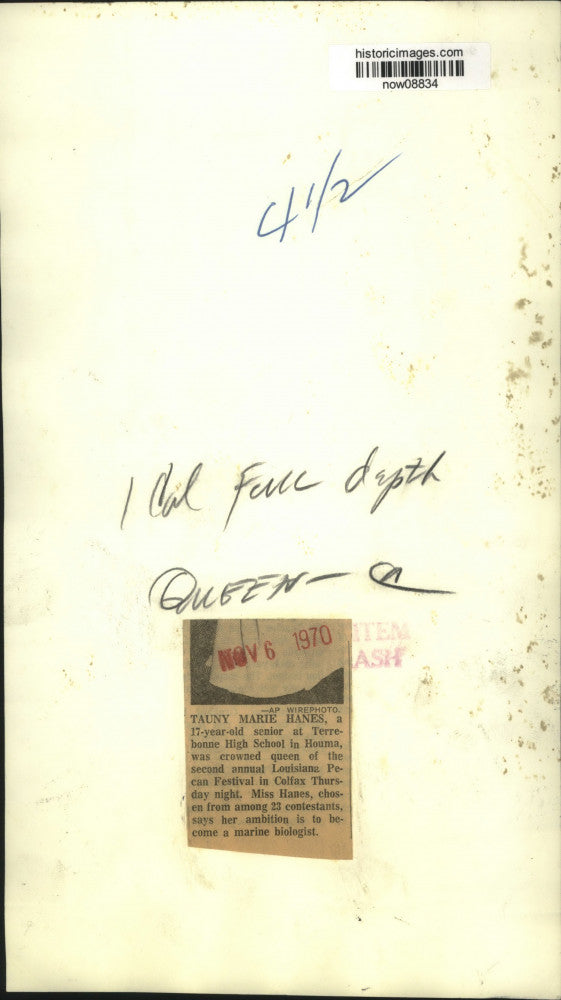 historicimages.com
now08834
4 1/2
1 Col Full depth
QUEEN-
NOV 6 1970
ITEM
ASH
—AP WIREPHOTO.
TAUNY MARIE HANES, a
17-year-old senior at Terre-
bonne High School in Houma,
was crowned queen of the
second annual Louisiana Pe-
can Festival in Colfax Thurs-
day night. Miss Hanes, chos-
en from among 23 contestants,
says her ambition is to be-
come a marine biologist.